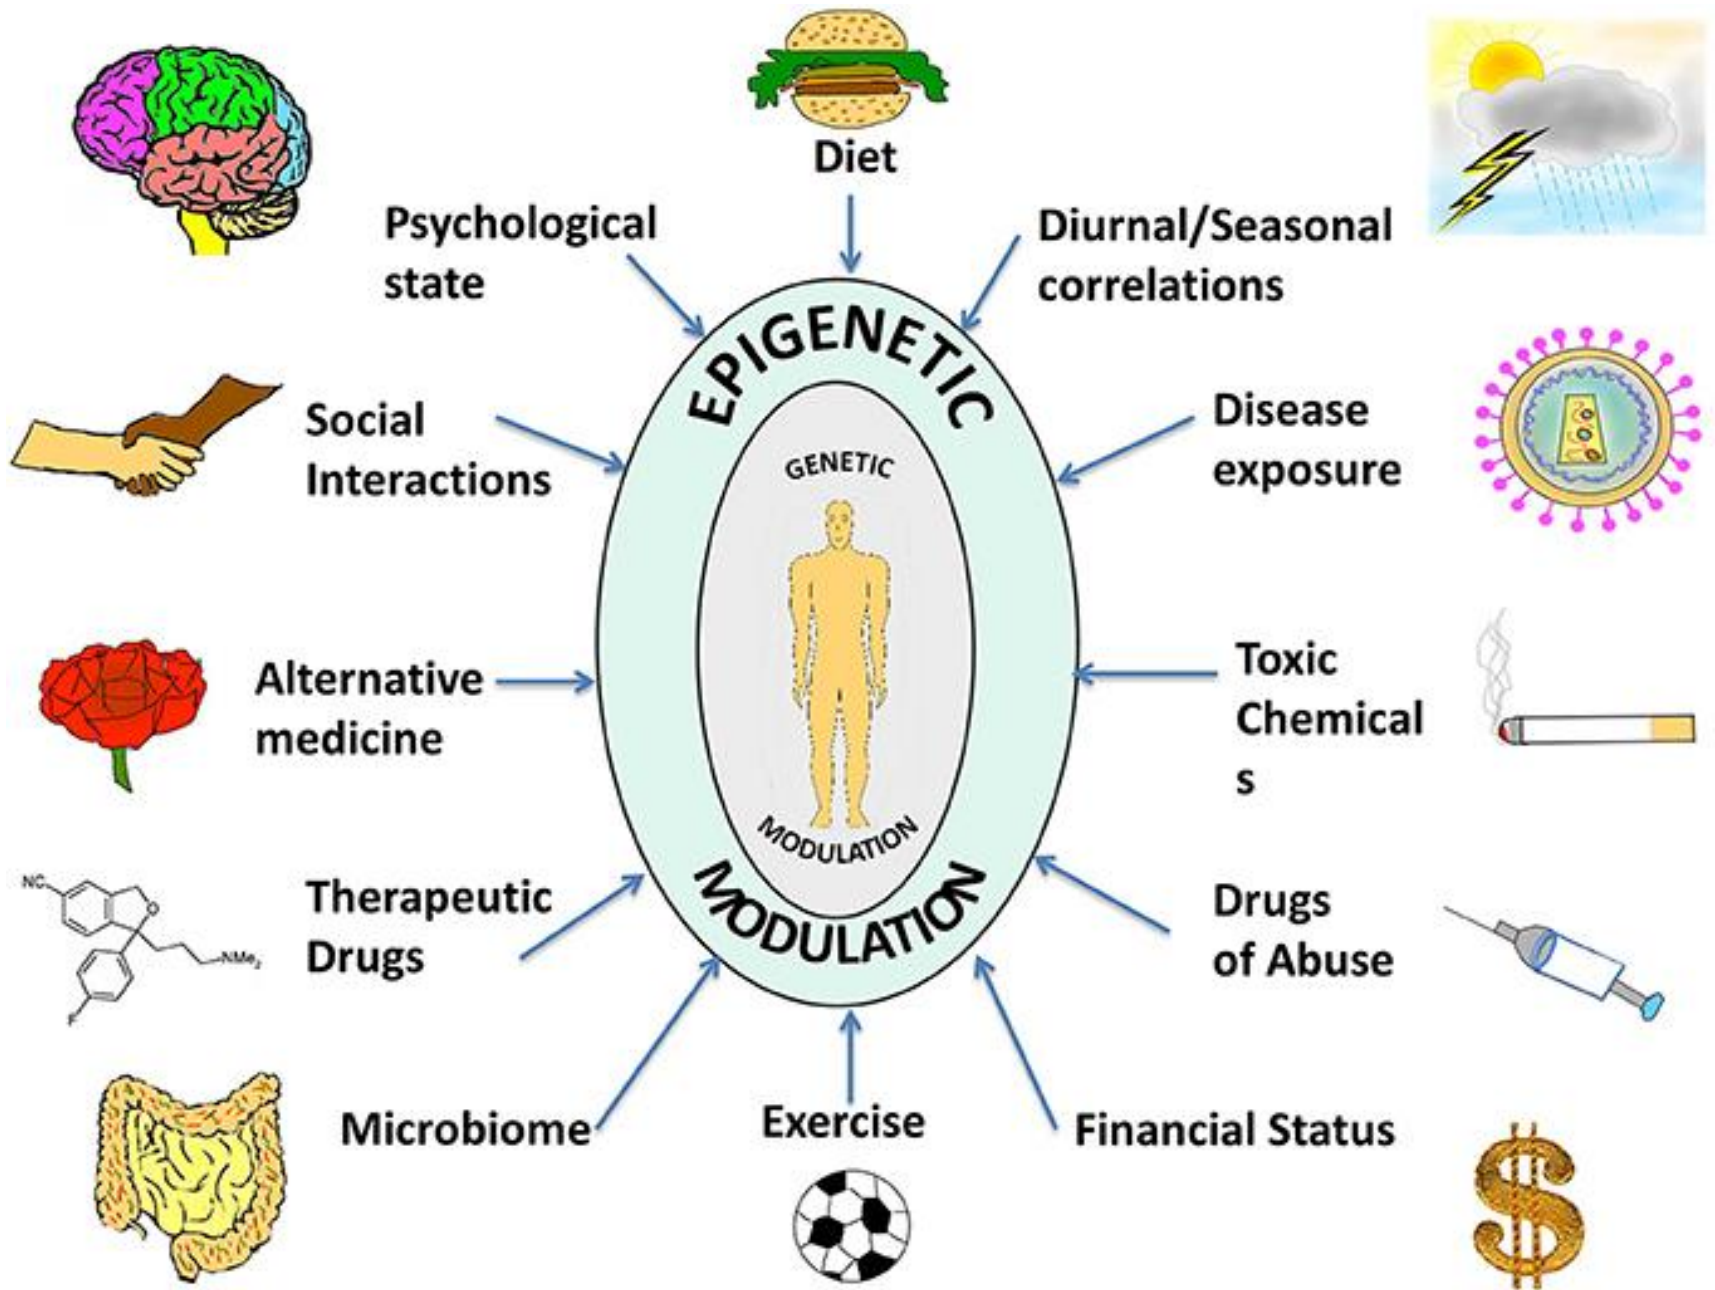 Diet
Psychological
state
Diurnal/Seasonal
correlations
EPIGENETIC
Social
Interactions
Disease
exposure
GENETIC
Alternative
medicine
Toxic
Chemical
s
MODULATION
MODULATION
Therapeutic
Drugs
NC
O
NMe2
F
Drugs
of Abuse
Microbiome
Exercise
Financial Status
$